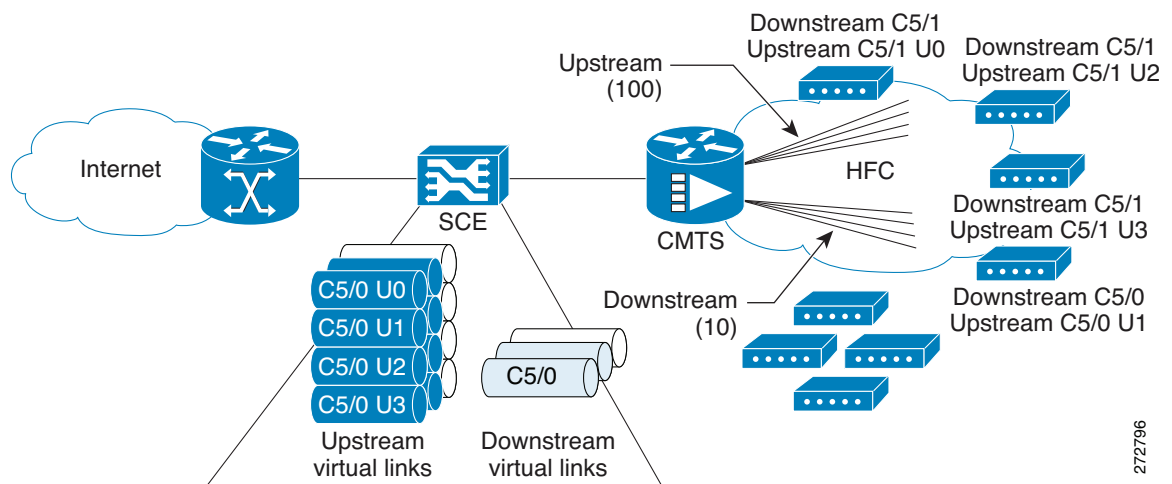 Downstream C5/1
Upstream C5/1 U0
Downstream C5/1
Upstream C5/1 U2
Upstream
(100)
Internet
HFC
SCE
CMTS
Downstream C5/1
Upstream C5/1 U3
C5/0 U0
C5/0 U1
C5/0 U2
C5/0 U3
C5/0
Downstream
(10)
Downstream C5/0
Upstream C5/0 U1
Upstream
virtual links
Downstream
virtual links
272796